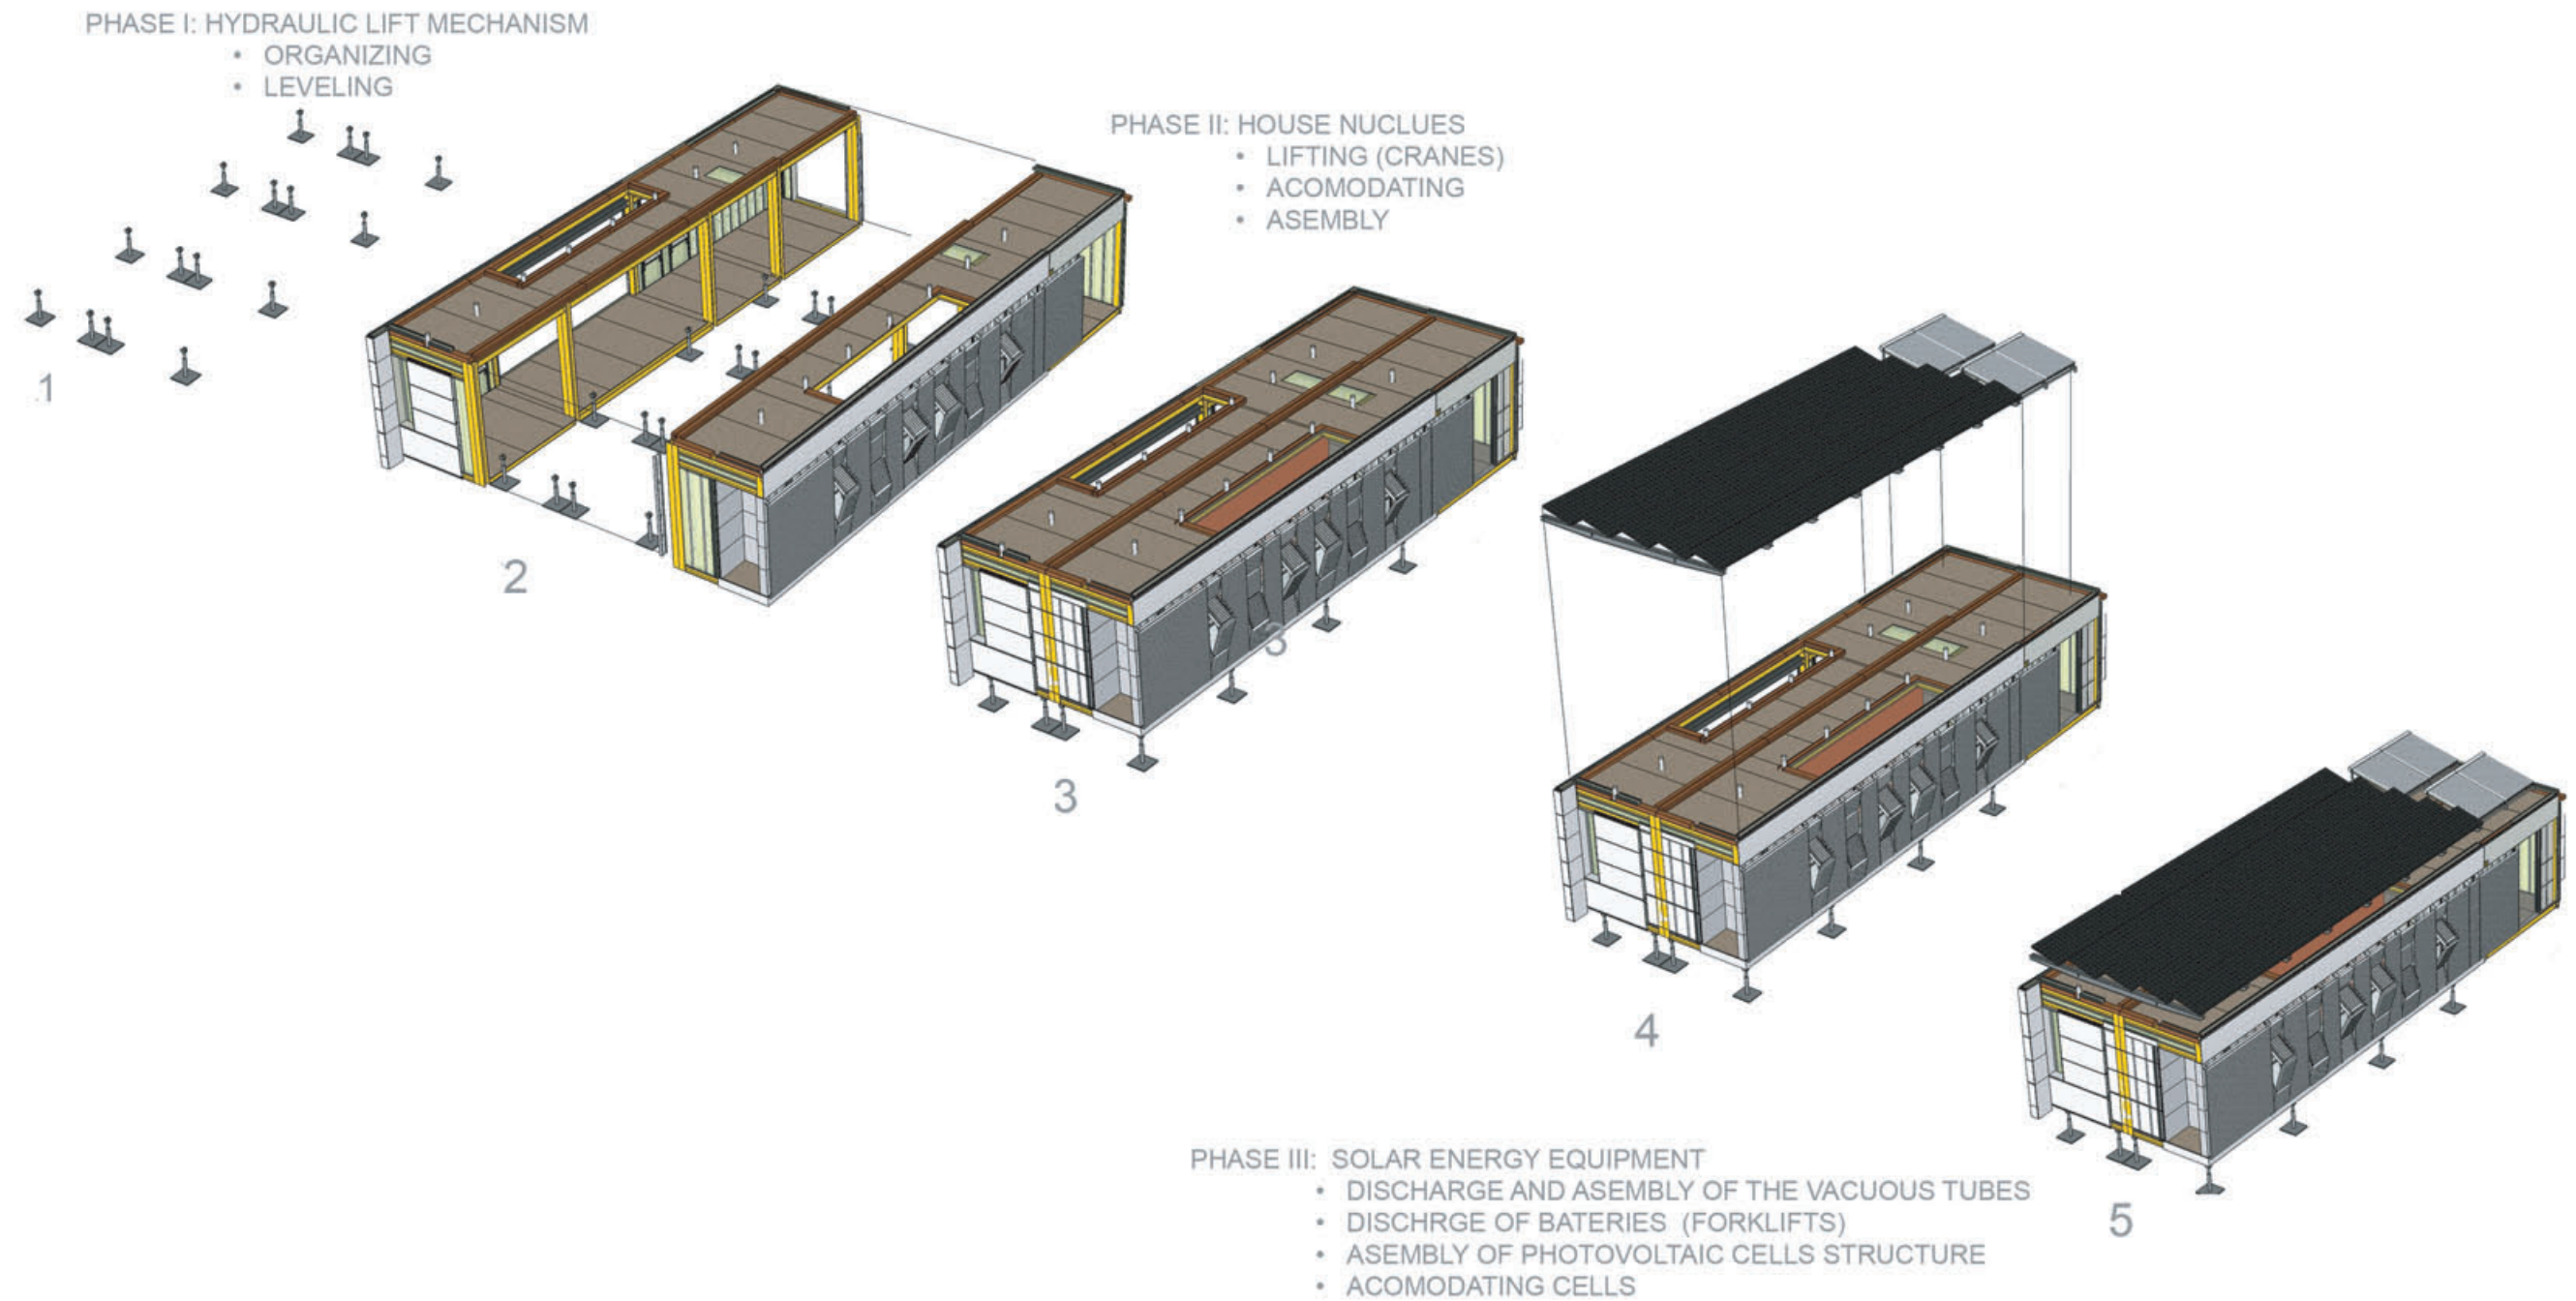 PHASE I: HYDRAULIC LIFT MECHANISM
• ORGANIZING
• LEVELING
PHASE II: HOUSE NUCLUES
• LIFTING (CRANES)
• ACOMODATING
• ASEMBLY
.1
2
3
3
4
5
PHASE III: SOLAR ENERGY EQUIPMENT
• DISCHARGE AND ASEMBLY OF THE VACUOUS TUBES
• DISCHRGE OF BATERIES (FORKLIFTS)
• ASEMBLY OF PHOTOVOLTAIC CELLS STRUCTURE
• ACOMODATING CELLS